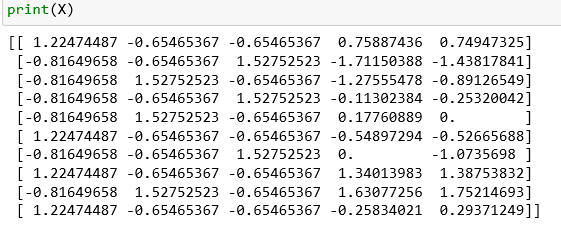 print(X)
[[ 1.22474487 -0.65465367 -0.65465367  0.75887436  0.74947325]
 [-0.81649658 -0.65465367  1.52752523 -1.71150388 -1.43817841]
 [-0.81649658  1.52752523 -0.65465367 -1.27555478 -0.89126549]
 [-0.81649658 -0.65465367  1.52752523 -0.11302384 -0.25320042]
 [-0.81649658  1.52752523 -0.65465367  0.17760889  0.        ]
 [ 1.22474487 -0.65465367 -0.65465367 -0.54897294 -0.52665688]
 [-0.81649658 -0.65465367  1.52752523  0.         -1.0735698 ]
 [ 1.22474487 -0.65465367 -0.65465367  1.34013983  1.38753832]
 [-0.81649658  1.52752523 -0.65465367  1.63077256  1.75214693]
 [ 1.22474487 -0.65465367 -0.65465367 -0.25834021  0.29371249]]